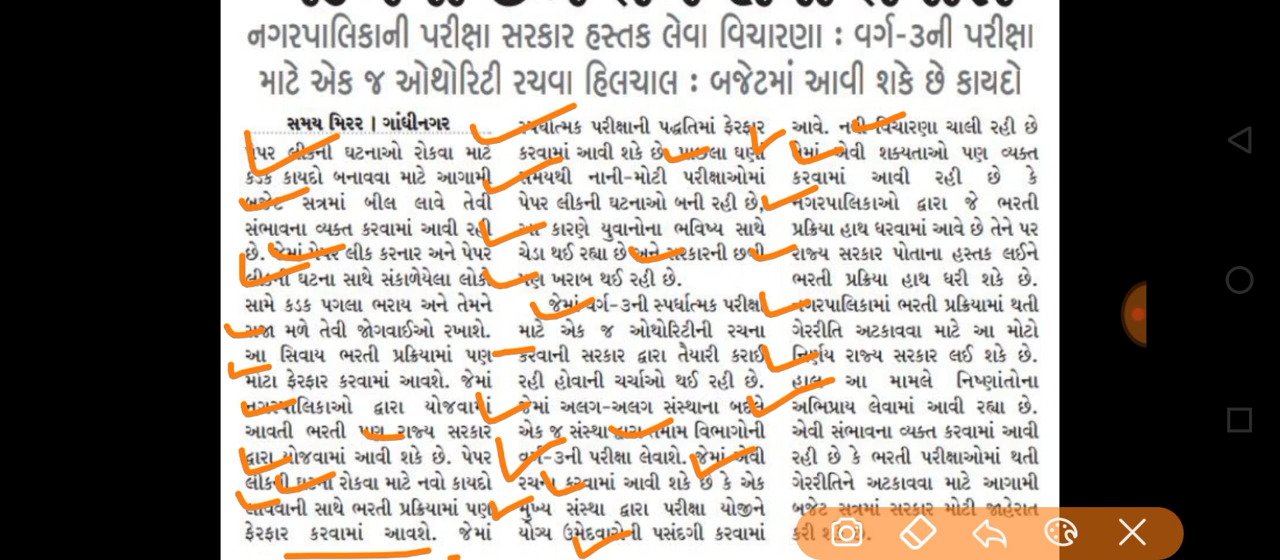 નગરપાલિકાની પરીક્ષા સરકાર હસ્તક લેવા વિચારણા : વર્ગ-૩ની પરીક્ષા
માટે એક જ ઓથોરિટી રચવા હિલચાલ : બજેટમાં આવી શકે છે કાયદો
સમય મિરર | ગાંધીનગર
પેપર લીકની ઘટનાઓ રોકવા માટે
કડક કાયદો બનાવવા માટે આગામી
બજેટ સત્રમાં બીલ લાવે તેવી
સંભાવના વ્યક્ત કરવામાં આવી રહી
છે. જેમાં પેપર લીક કરનાર અને પેપર
લીકની ઘટના સાથે સંકાળેયેલા લોકો
સામે કડક પગલા ભરાય અને તેમને
સજા મળે તેવી જોગવાઈઓ રખાશે.
આ સિવાય ભરતી પ્રક્રિયામાં પણ
મોટા ફેરફાર કરવામાં આવશે. જેમાં
નગરપાલિકાઓ દ્વારા યોજવામાં
આવતી ભરતી પણ રાજ્ય સરકાર
દ્વારા યોજવામાં આવી શકે છે. પેપર
લીકની ઘટના રોકવા માટે નવો કાયદો
લાવવાની સાથે ભરતી પ્રક્રિયામાં પણ
ફેરફાર કરવામાં આવશે. જેમાં
સ્પર્ધાત્મક પરીક્ષાની પદ્ધતિમાં ફેરફાર
કરવામાં આવી શકે છે. પાછલા ઘણાં
સમયથી નાની-મોટી પરીક્ષાઓમાં
પેપર લીકની ઘટનાઓ બની રહી છે,
આ કારણે યુવાનોના ભવિષ્ય સાથે
ચેડા થઈ રહ્યા છે અને સરકારની છબી
પણ ખરાબ થઈ રહી છે.
જેમાં વર્ગ-૩ની સ્પર્ધાત્મક પરીક્ષા
માટે એક જ ઓથોરિટીની રચના
કરવાની સરકાર દ્વારા તૈયારી કરાઈ
રહી હોવાની ચર્ચાઓ થઈ રહી છે.
જેમાં અલગ-અલગ સંસ્થાના બદલે
એક જ સંસ્થા દ્વારા તમામ વિભાગોની
વર્ગ-૩ની પરીક્ષા લેવાશે. જેમાં એવી
રચના કરવામાં આવી શકે છે કે એક
મુખ્ય સંસ્થા દ્વારા પરીક્ષા યોજીને
યોગ્ય ઉમેદવારોની પસંદગી કરવામાં
આવે. નવી વિચારણા ચાલી રહી છે
તેમાં એવી શક્યતાઓ પણ વ્યક્ત
કરવામાં આવી રહી છે કે
નગરપાલિકાઓ દ્વારા જે ભરતી
પ્રક્રિયા હાથ ધરવામાં આવે છે તેને પર
રાજ્ય સરકાર પોતાના હસ્તક લઈને
ભરતી પ્રક્રિયા હાથ ધરી શકે છે.
નગરપાલિકામાં ભરતી પ્રક્રિયામાં થતી
ગેરરીતિ અટકાવવા માટે આ મોટો
નિર્ણય રાજ્ય સરકાર લઈ શકે છે.
હાલ આ મામલે નિષ્ણાંતોના
અભિપ્રાય લેવામાં આવી રહ્યા છે.
એવી સંભાવના વ્યક્ત કરવામાં આવી
રહી છે કે ભરતી પરીક્ષાઓમાં થતી
ગેરરીતિને અટકાવવા માટે આગામી
બજેટ સત્રમાં સરકાર મોટી જાહેરાત
કરી શકે છે.